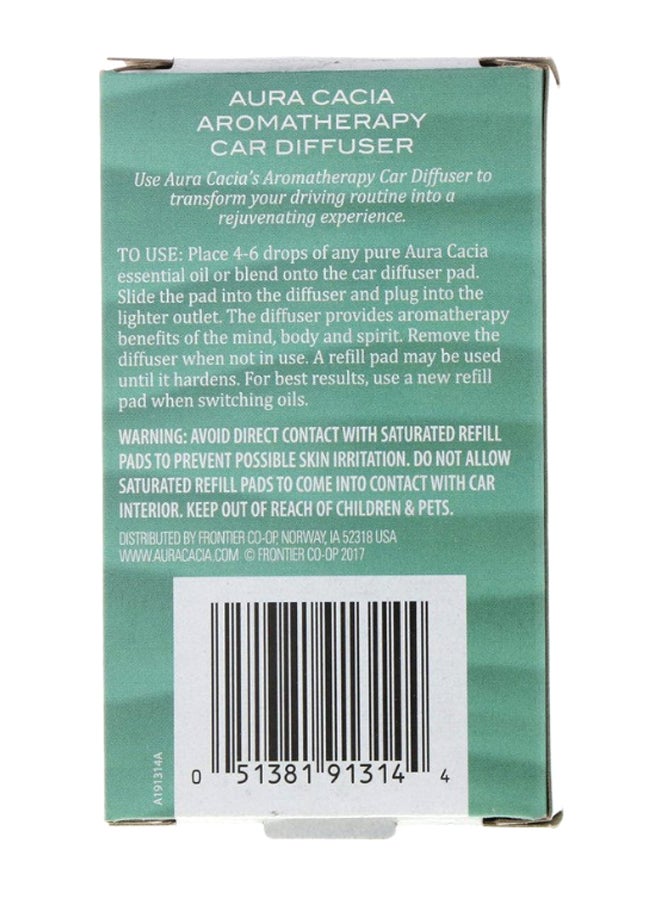 AURA CACIA
AROMATHERAPY
CAR DIFFUSER
Use Aura Cacia's Aromatherapy Car Diffuser to
transform your driving routine into a
rejuvenating experience.
TO USE: Place 4-6 drops of any pure Aura Cacia
essential oil or blend onto the car diffuser pad.
Slide the pad into the diffuser and plug into the
lighter outlet. The diffuser provides aromatherapy
benefits of the mind, body and spirit. Remove the
diffuser when not in use. A refill pad may be used
until it hardens. For best results, use a new refill
pad when switching oils.
WARNING: AVOID DIRECT CONTACT WITH SATURATED REFILL
PADS TO PREVENT POSSIBLE SKIN IRRITATION. DO NOT ALLOW
SATURATED REFILL PADS TO COME INTO CONTACT WITH CAR
INTERIOR. KEEP OUT OF REACH OF CHILDREN & PETS.
DISTRIBUTED BY FRONTIER CO-OP, NORWAY, IA 52318 USA
WWW.AURACACIA.COM © FRONTIER CO-OP 2017
A191314A
0 51381 91314 4